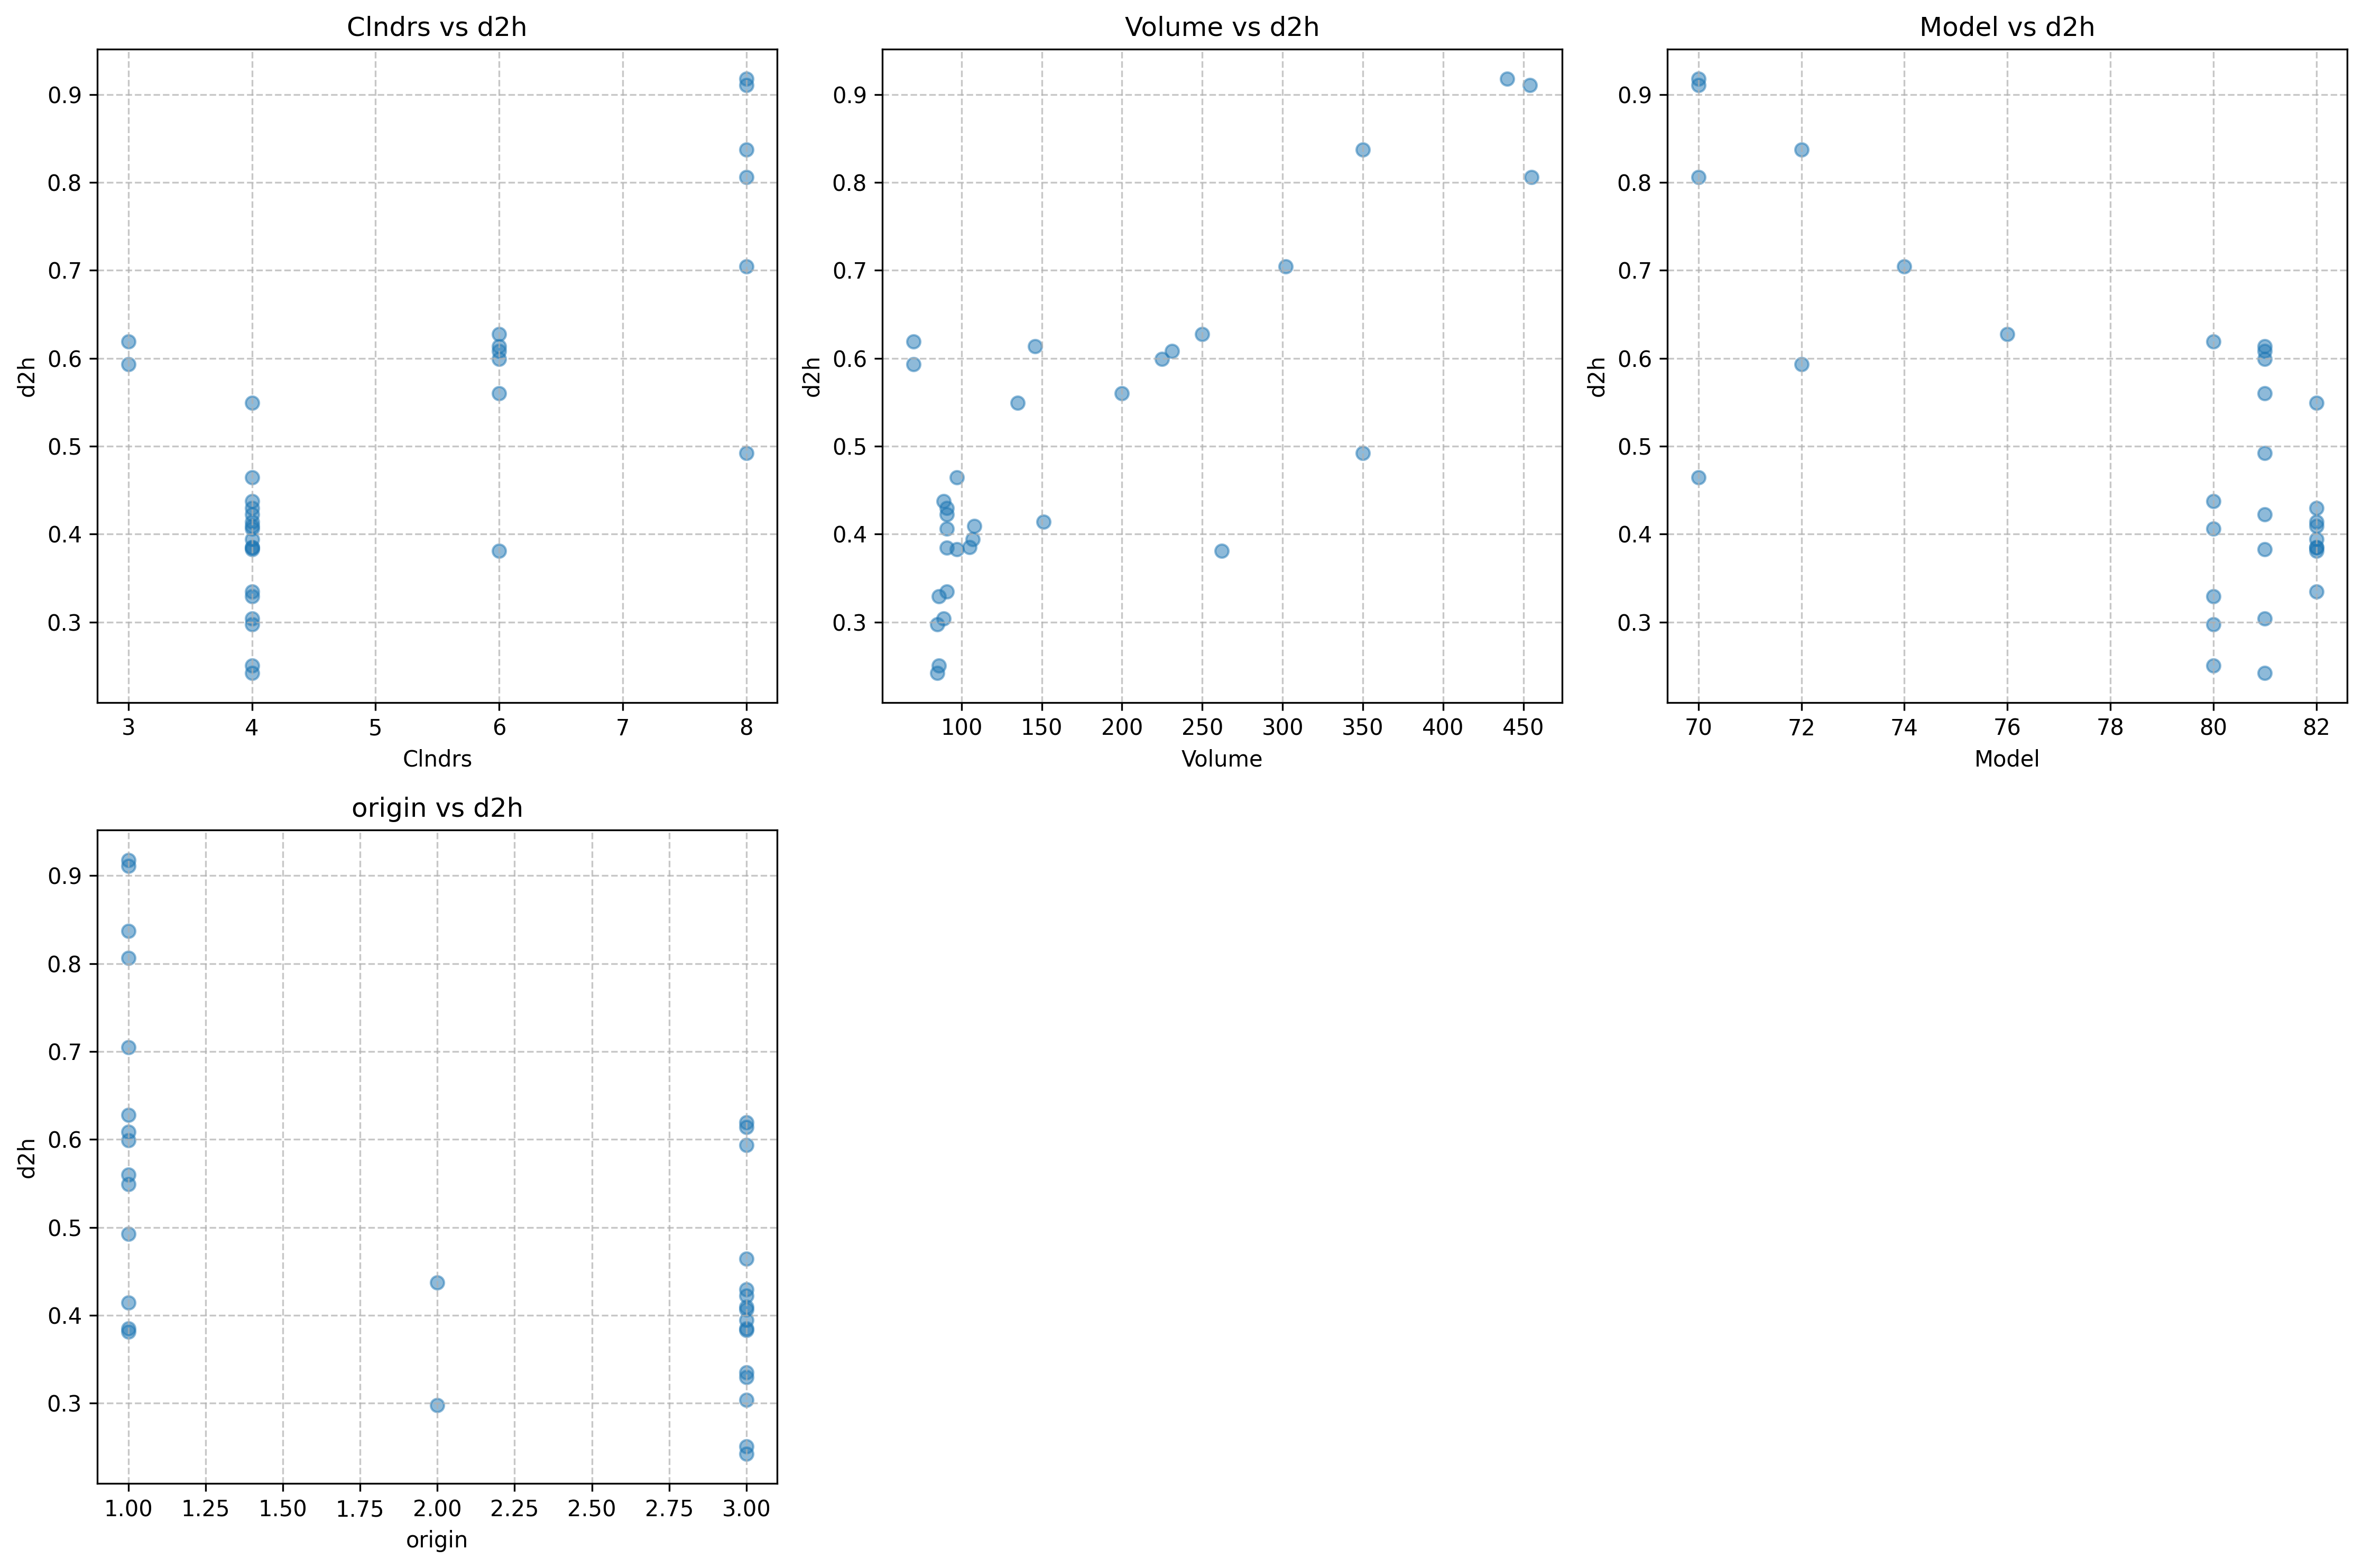 Clndrs vs d2h
0.9
0.8
0.7
0.6
0.5
0.4
0.3
d2h
3 4 5 6 7 8
Clndrs
Volume vs d2h
0.9
0.8
0.7
0.6
0.5
0.4
0.3
d2h
100 150 200 250 300 350 400 450
Volume
Model vs d2h
0.9
0.8
0.7
0.6
0.5
0.4
0.3
d2h
70 72 74 76 78 80 82
Model
origin vs d2h
0.9
0.8
0.7
0.6
0.5
0.4
0.3
d2h
1.00 1.25 1.50 1.75 2.00 2.25 2.50 2.75 3.00
origin